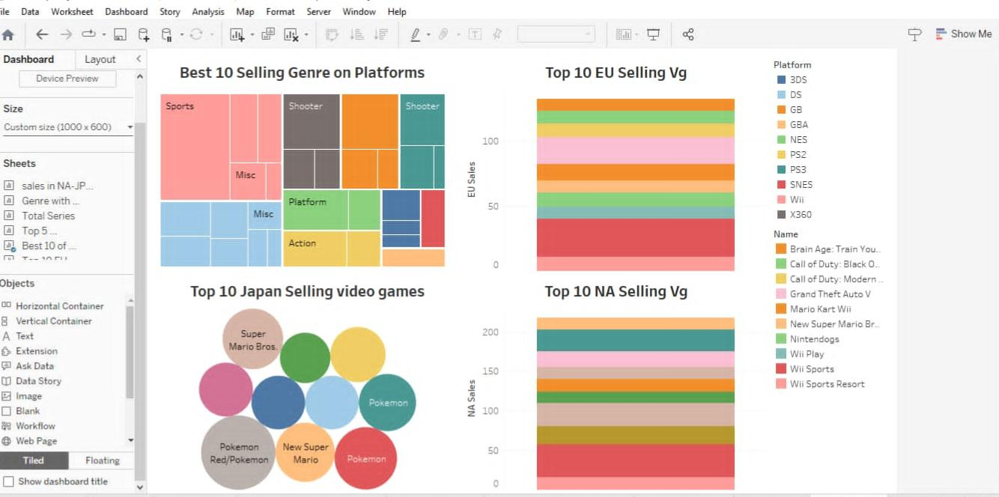 ile Data Worksheet Dashboard Story Analysis Map Format Server Window Help
Show Me
Dashboard Layout
Device Preview
Size
Custom size (1000 x 600)
Sheets
sales in NA-JP...
Genre with ...
Total Series
Top 5 ...
Best 10 of ...
Objects
Horizontal Container
Vertical Container
Text
Extension
Ask Data
Data Story
Image
Blank
Workflow
Web Page
Tiled Floating
Show dashboard title
Best 10 Selling Genre on Platforms
Sports
Shooter
Shooter
Misc
Misc
Platform
Action
Top 10 EU Selling Vg
EU Sales
100
50
0
Top 10 Japan Selling video games
Super
Mario Bros.
Pokemon
Pokemon
Red/Pokemon
New Super
Mario
Pokemon
Top 10 NA Selling Vg
NA Sales
200
150
100
50
0
Platform
3DS
DS
GB
GBA
NES
PS2
PS3
SNES
Wii
X360
Name
Brain Age: Train You..
Call of Duty: Black O..
Call of Duty: Modern ..
Grand Theft Auto V
Mario Kart Wii
New Super Mario Br..
Nintendogs
Wii Play
Wii Sports
Wii Sports Resort